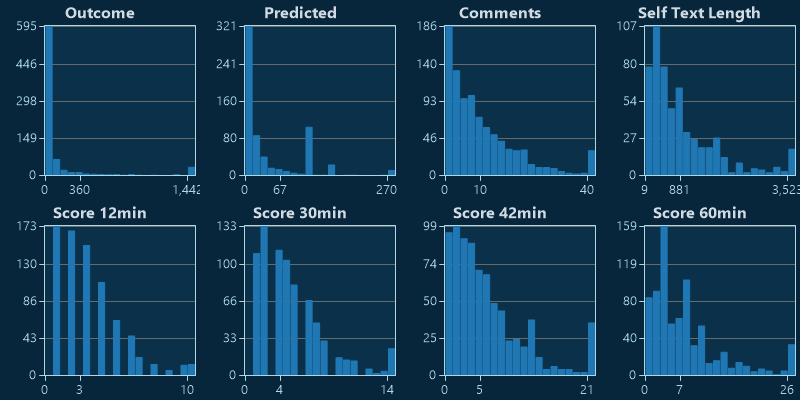 Outcome
595
446
298
149
0
0 360 1,442
Predicted
321
241
160
80
0
0 67 270
Comments
186
140
93
46
0
0 10 40
Self Text Length
107
80
54
27
0
9 881 3,523
Score 12min
173
130
86
43
0
0 3 10
Score 30min
133
100
66
33
0
0 4 14
Score 42min
99
74
50
25
0
0 5 21
Score 60min
159
119
80
40
0
0 7 26